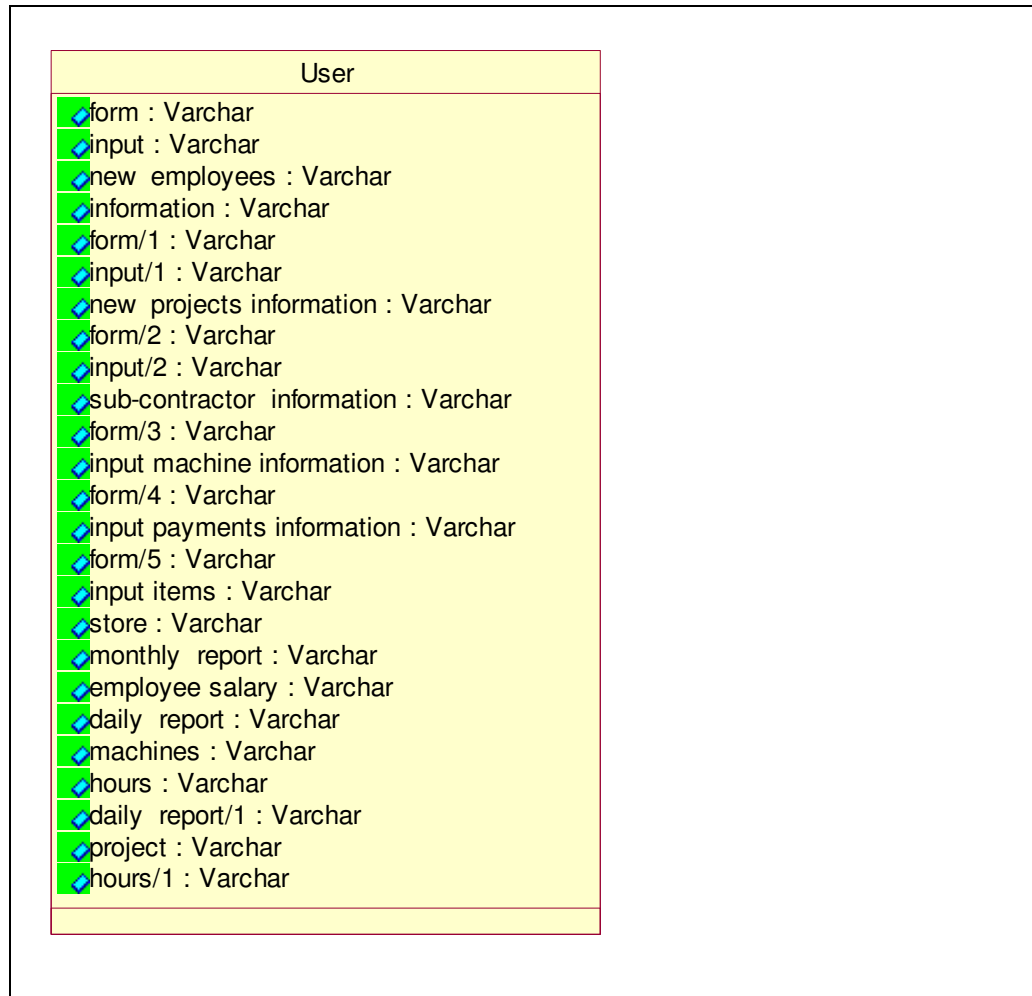 User
form : Varchar
input : Varchar
new employees : Varchar
information : Varchar
form/1 : Varchar
input/1 : Varchar
new projects information : Varchar
form/2 : Varchar
input/2 : Varchar
sub-contractor information : Varchar
form/3 : Varchar
input machine information : Varchar
form/4 : Varchar
input payments information : Varchar
form/5 : Varchar
input items : Varchar
store : Varchar
monthly report : Varchar
employee salary : Varchar
daily report : Varchar
machines : Varchar
hours : Varchar
daily report/1 : Varchar
project : Varchar
hours/1 : Varchar